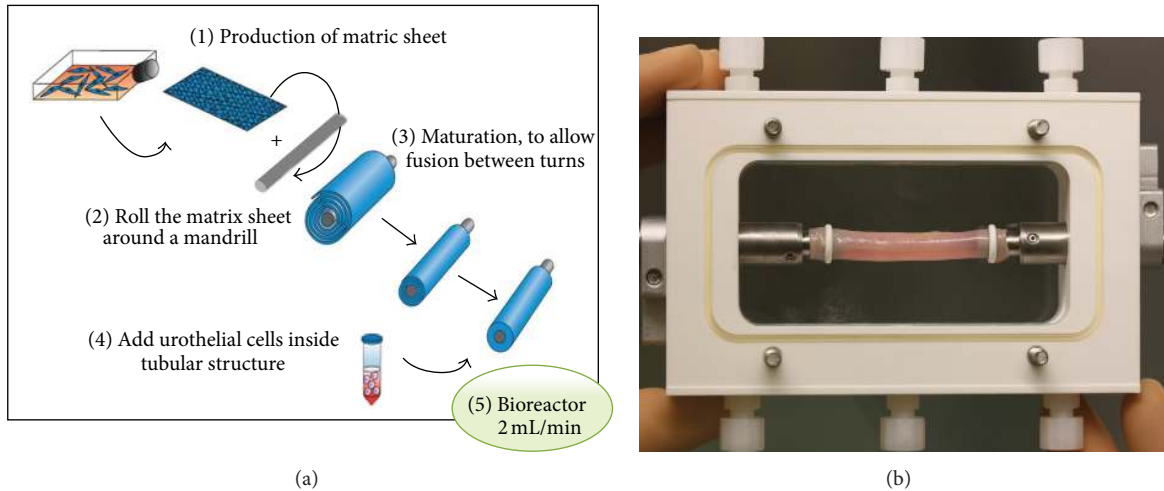 (1) Production of matric sheet
+
(3) Maturation, to allow
fusion between turns
(2) Roll the matrix sheet
around a mandrill
(4) Add urothelial cells inside
tubular structure
(5) Bioreactor
2 mL/min
(a)
(b)